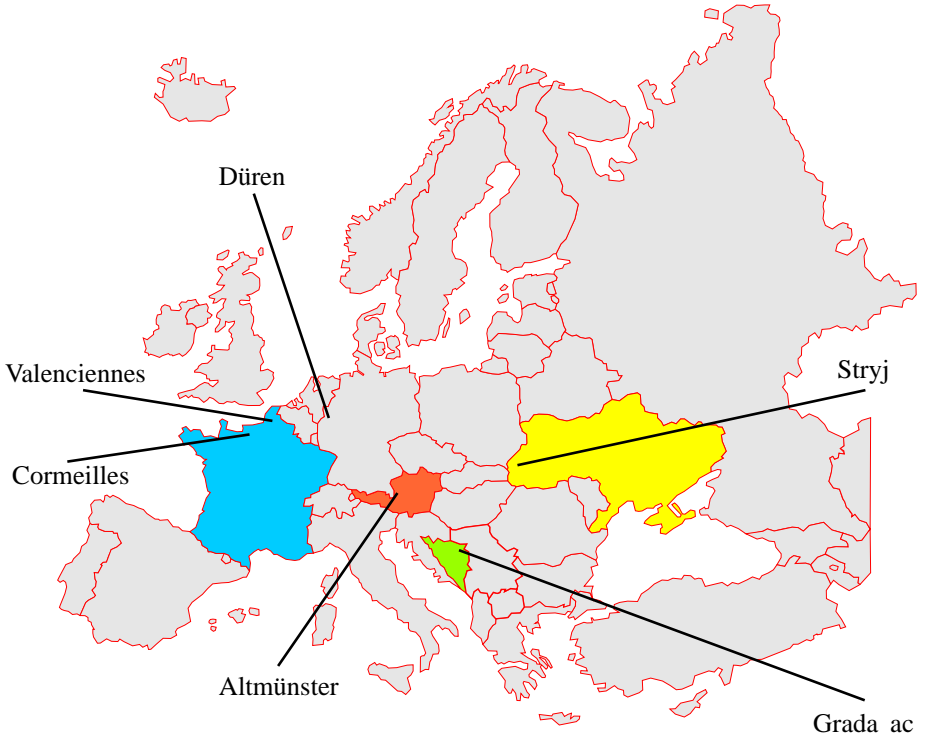 Düren
Valenciennes
Stryj
Cormeilles
Altmünster
Grada ac